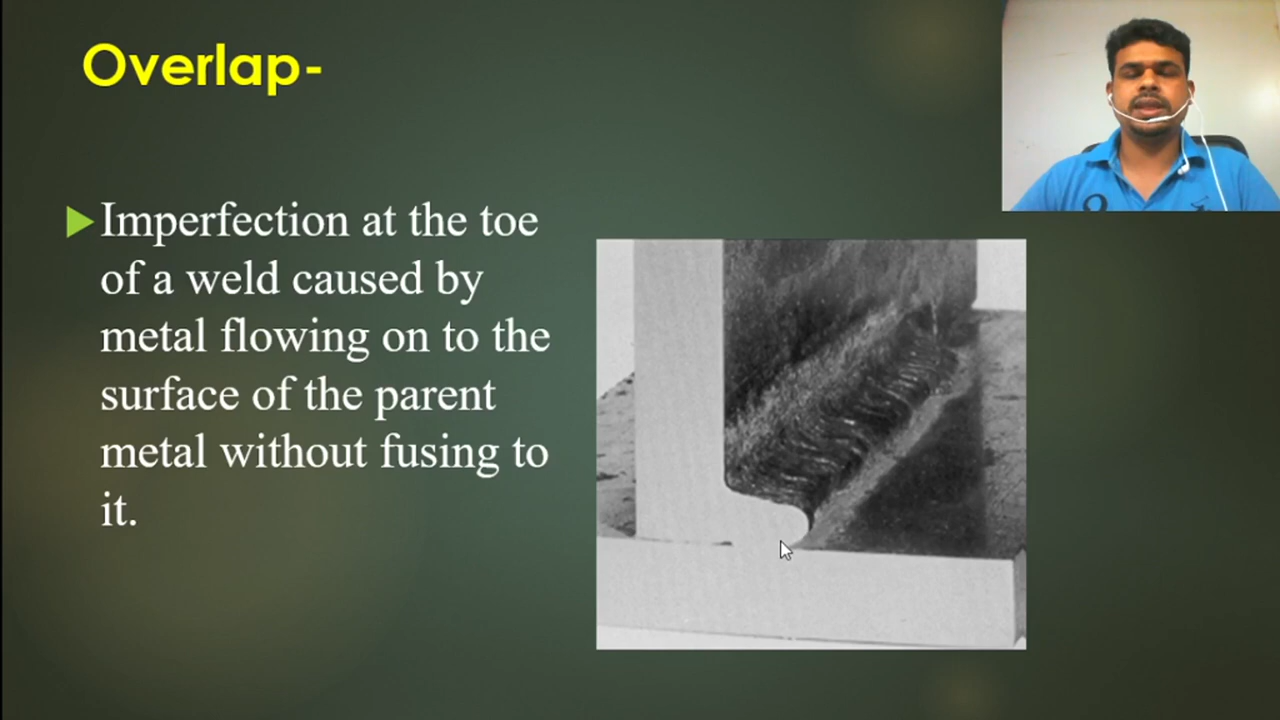 Overlap-
Imperfection at the toe
of a weld caused by
metal flowing on to the
surface of the parent
metal without fusing to
it.